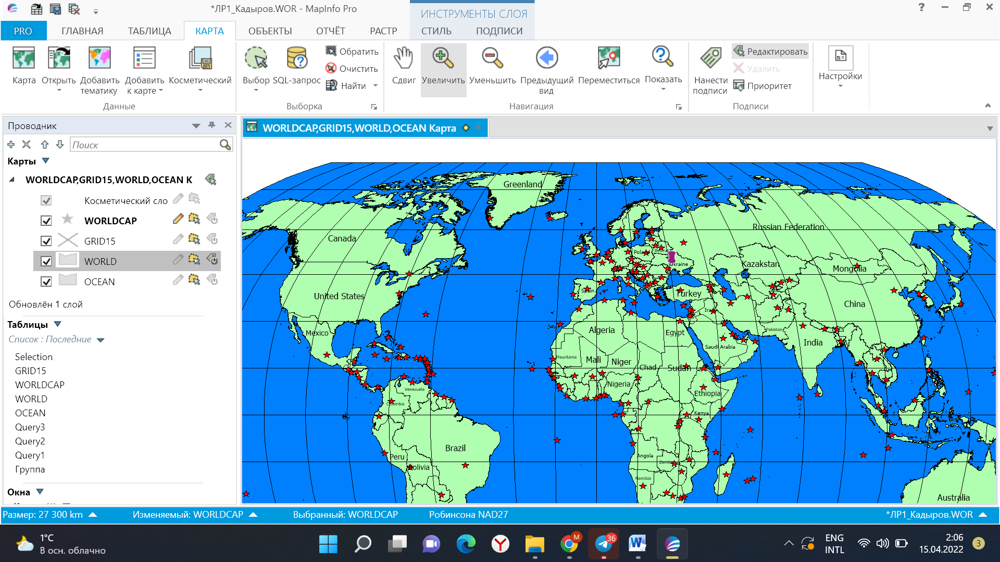 *ЛР1_Кадыров.WOR - MapInfo Pro
ИНСТРУМЕНТЫ СЛОЯ
?
PRO ГЛАВНАЯ ТАБЛИЦА КАРТА ОБЪЕКТЫ ОТЧЁТ РАСТР СТИЛЬ ПОДПИСИ
Карта
Открыть
Добавить тематику
Добавить к карте
Косметический
Данные
Выбор
SQL-запрос
Обратить
Очистить
Найти
Выборка
Сдвиг
Увеличить
Уменьшить
Предыдущий вид
Переместиться
Показать
Навигация
Нанести подписи
Редактировать
Удалить
Приоритет
Подписи
Настройки
Проводник
Поиск
Карты
WORLDCAP,GRID15,WORLD,OCEAN К
Косметический сло
WORLDCAP
GRID15
WORLD
OCEAN
Обновлён 1 слой
Таблицы
Список : Последние
Selection
GRID15
WORLDCAP
WORLD
OCEAN
Query3
Query2
Query1
Группа
Окна
WORLDCAP,GRID15,WORLD,OCEAN Карта
Greenland
Russian Federation
Canada
Poland
Belarus
Ukraine
Kazakhstan
Mongolia
United States
Spain
Turkey
China
Iraq
Mexico
Algeria
Egypt
Pakistan
India
Saudi Arabia
Mauritania
Mali
Niger
Chad
Sudan
Nigeria
Venezuela
Ethiopia
Colombia
Kenya
Brazil
Peru
Angola
Zambia
Bolivia
Namibia
Australia
Размер: 27 300 km
Изменяемый: WORLDCAP
Выбранный: WORLDCAP
Робинсона NAD27
*ЛР1_Кадыров.WOR
1°C
В осн. облачно
M
36
ENG
INTL
2:06
15.04.2022
3